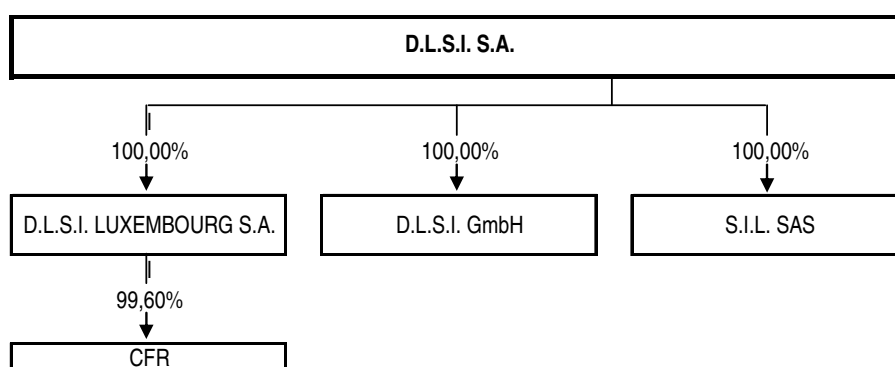 D.L.S.I. S.A.
100,00% 100,00% 100,00%
D.L.S.I. LUXEMBOURG S.A. D.L.S.I. GmbH S.I.L. SAS
99,60%
CFR